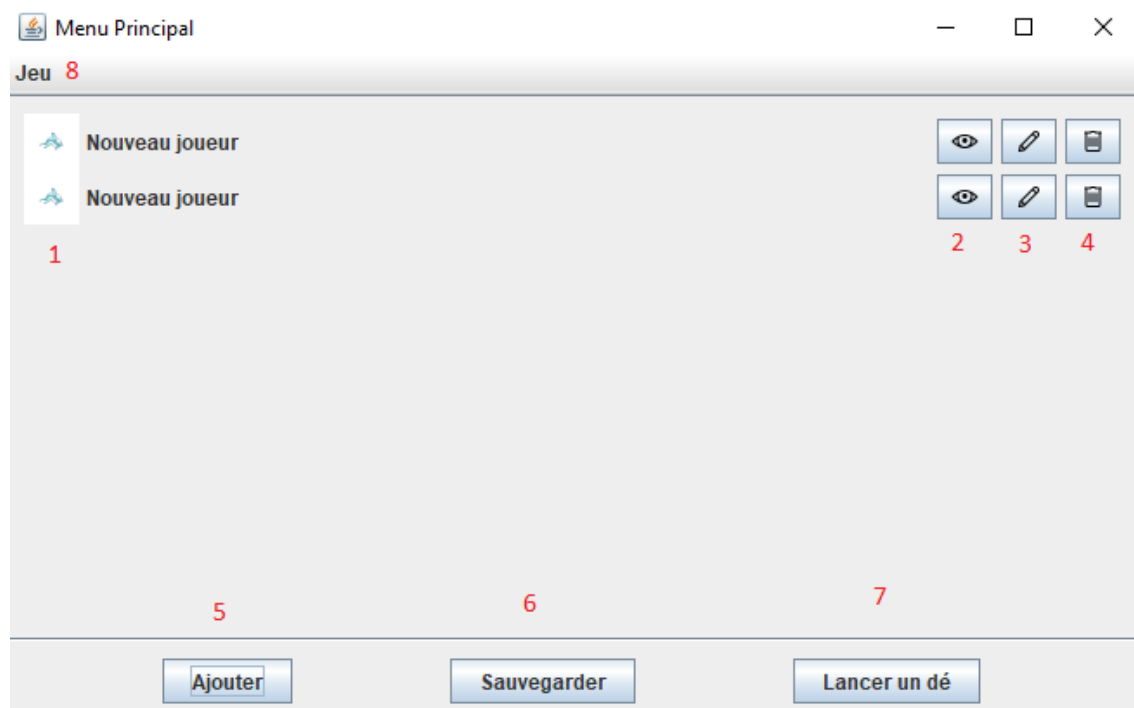 Menu Principal
Jeu 8
Nouveau joueur
Nouveau joueur
1 2 3 4
5 6 7
Ajouter Sauvegarder Lancer un dé